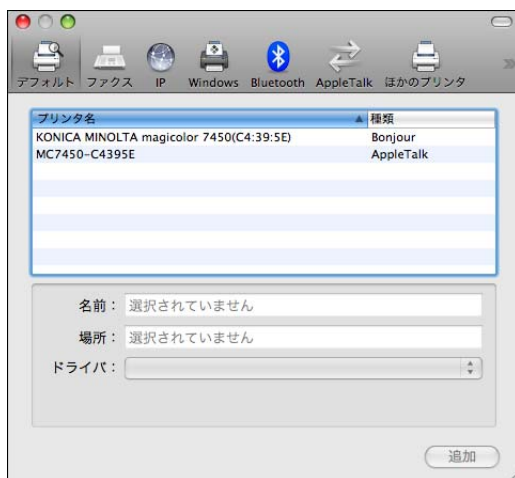 デフォルト ファクス IP Windows Bluetooth AppleTalk ほかのプリンタ
プリンタ名 種類
KONICA MINOLTA magicolor 7450(C4:39:5E) Bonjour
MC7450-C4395E AppleTalk
名前： 選択されていません
場所： 選択されていません
ドライバ：
追加